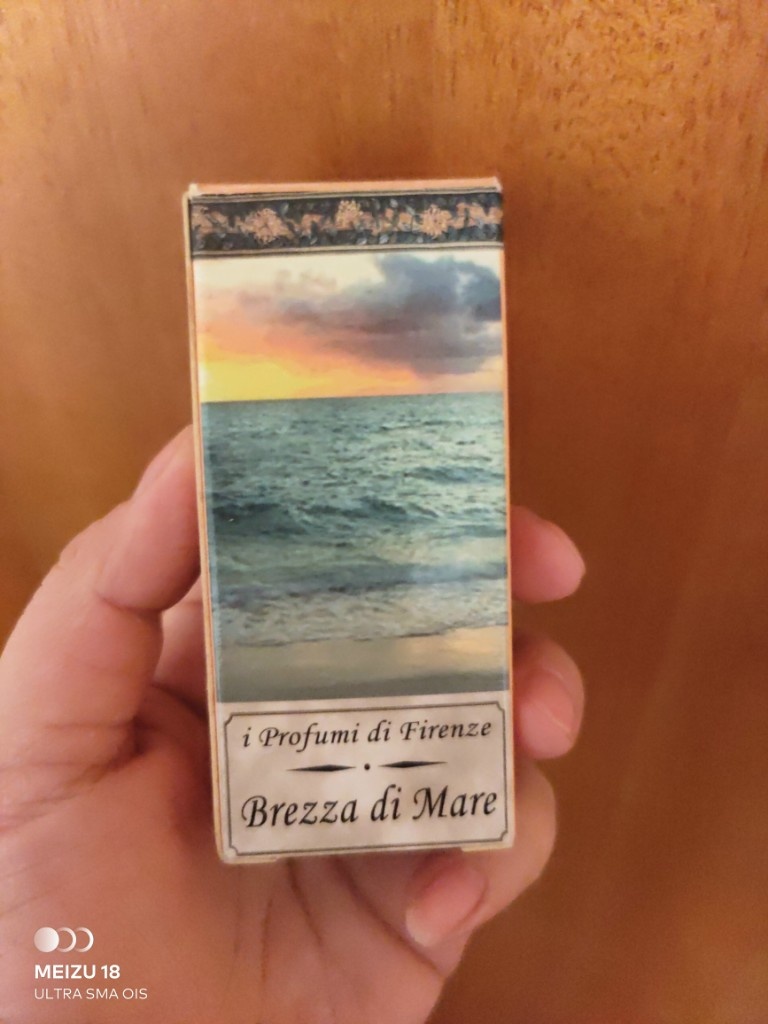 i Profumi di Firenze
Brezza di Mare
MEIZU 18
ULTRA SMA OIS